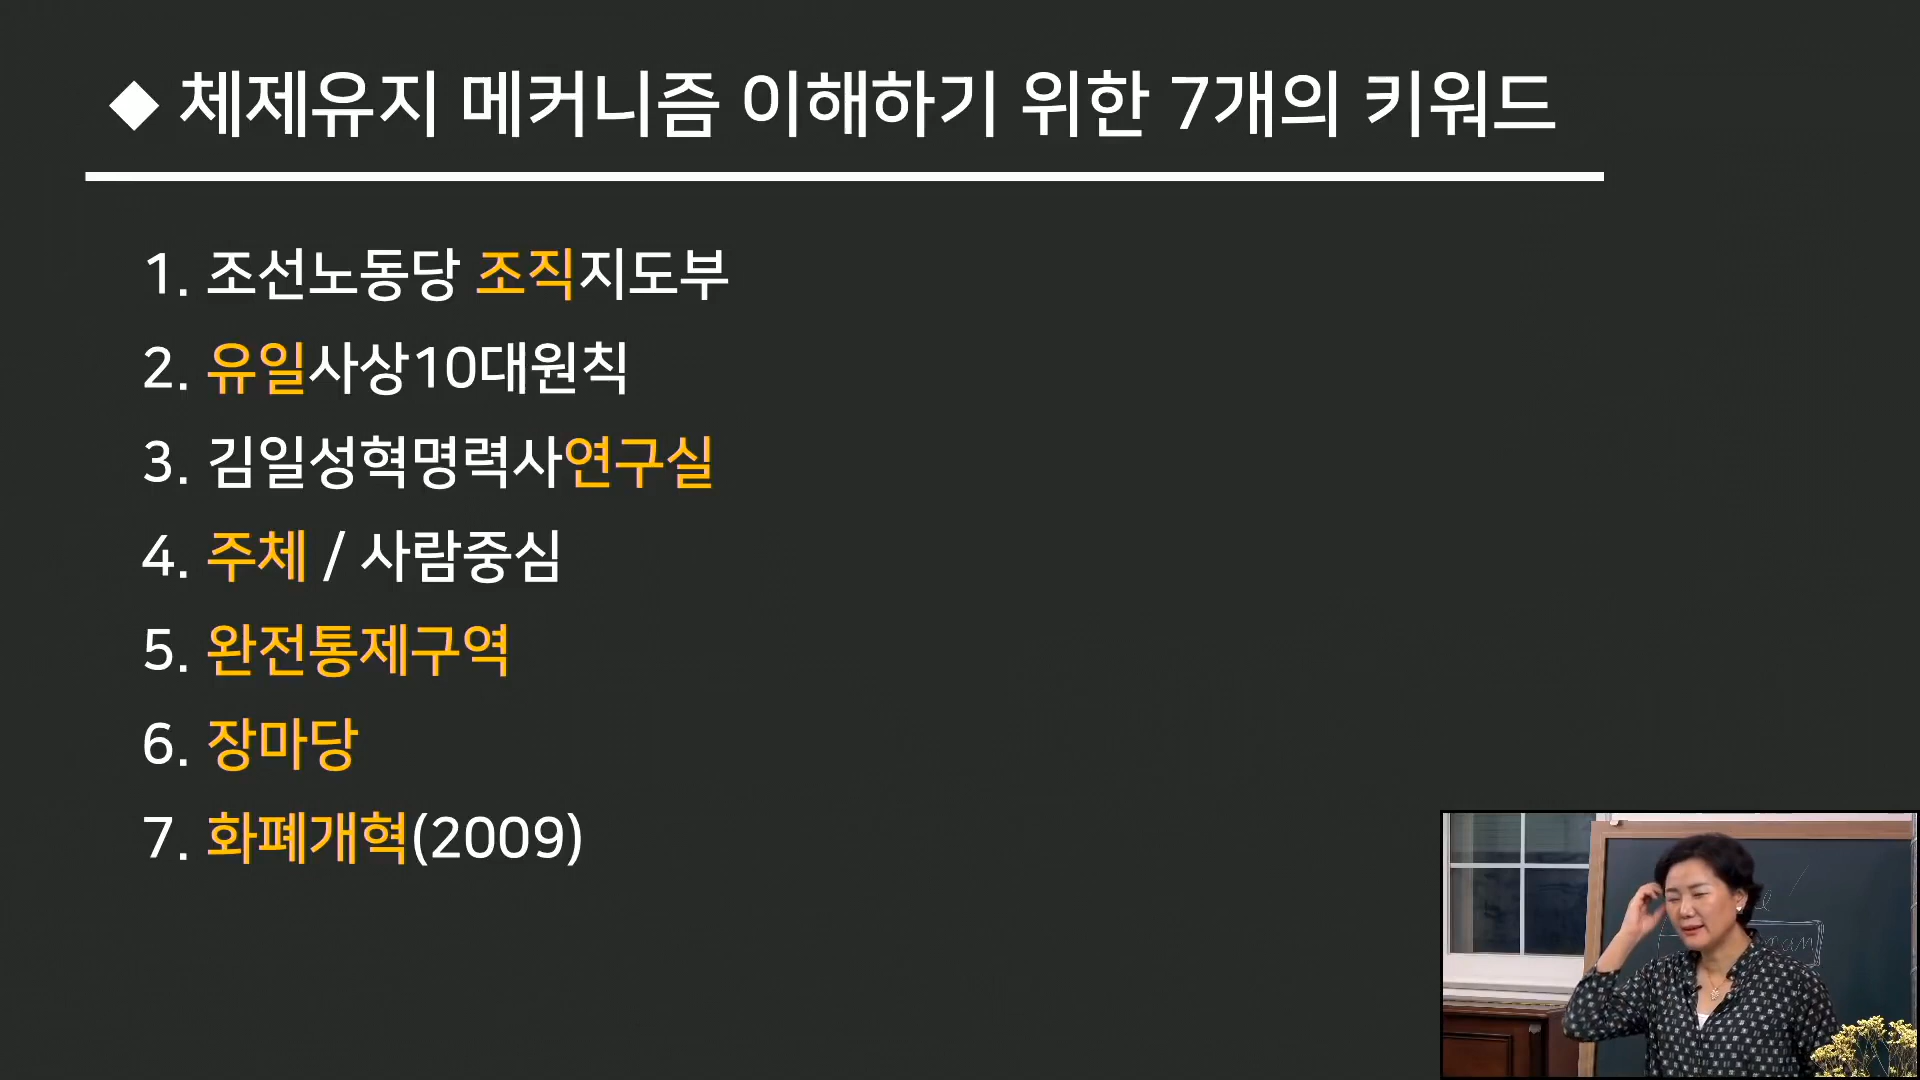 ◆ 체제유지 메커니즘 이해하기 위한 7개의 키워드
1. 조선노동당 조직지도부
2. 유일사상10대원칙
3. 김일성혁명력사연구실
4. 주체 / 사람중심
5. 완전통제구역
6. 장마당
7. 화폐개혁(2009)